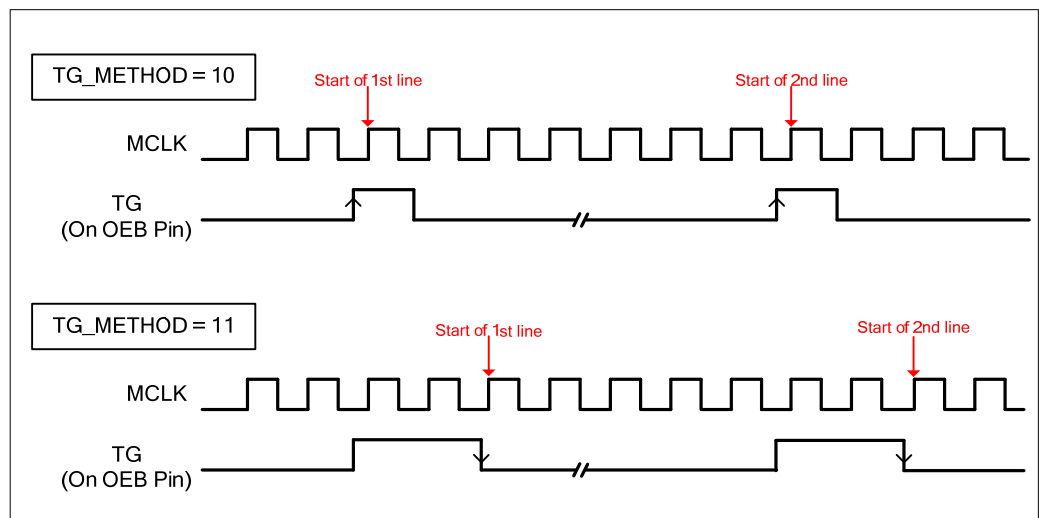 TG_METHOD = 10
Start of 1st line
Start of 2nd line
MCLK
TG
(On OEB Pin)
TG_METHOD = 11
Start of 1st line
Start of 2nd line
MCLK
TG
(On OEB Pin)